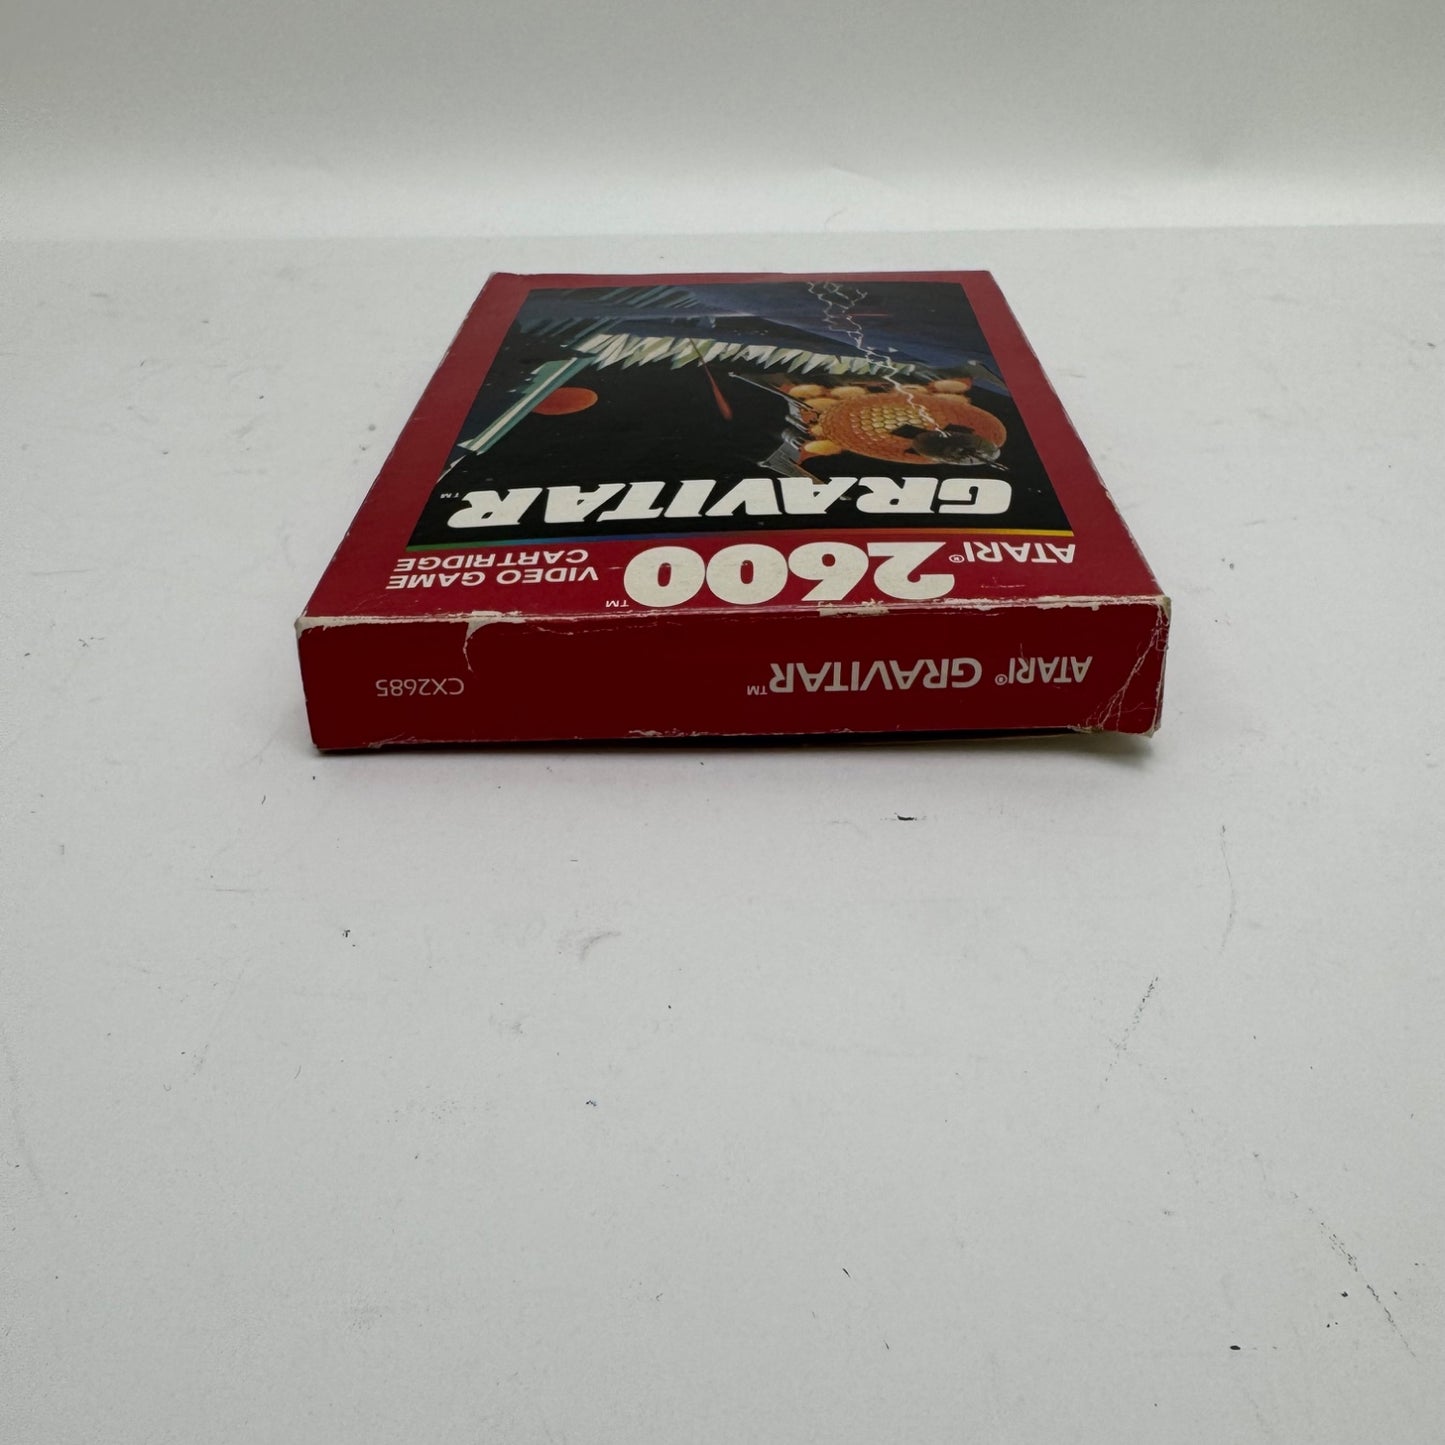 ATARI® GRAVITAR™
CX2685
ATARI® 2600™
VIDEO GAME
CARTRIDGE
GRAVITAR™